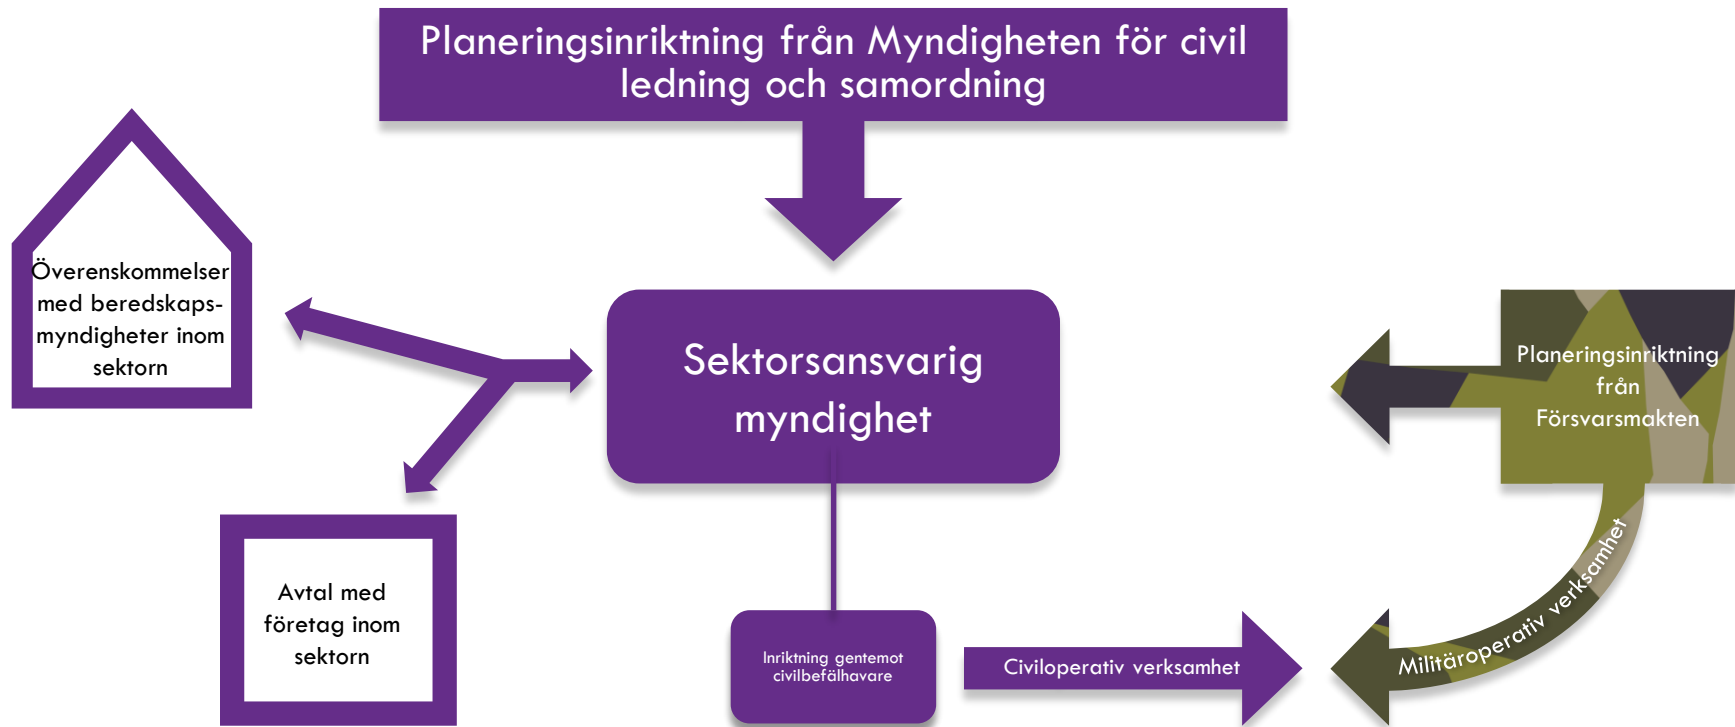 Planeringsinriktning från Myndigheten för civil
ledning och samordning
Överenskommelser
med beredskaps-
myndigheter inom
sektorn
Sektorsansvarig
myndighet
Planeringsinriktning
från
Försvarsmakten
Avtal med
företag inom
sektorn
Inriktning gentemot
civilbefälhavare
Civiloperativ verksamhet
Militäroperativ verksamhet